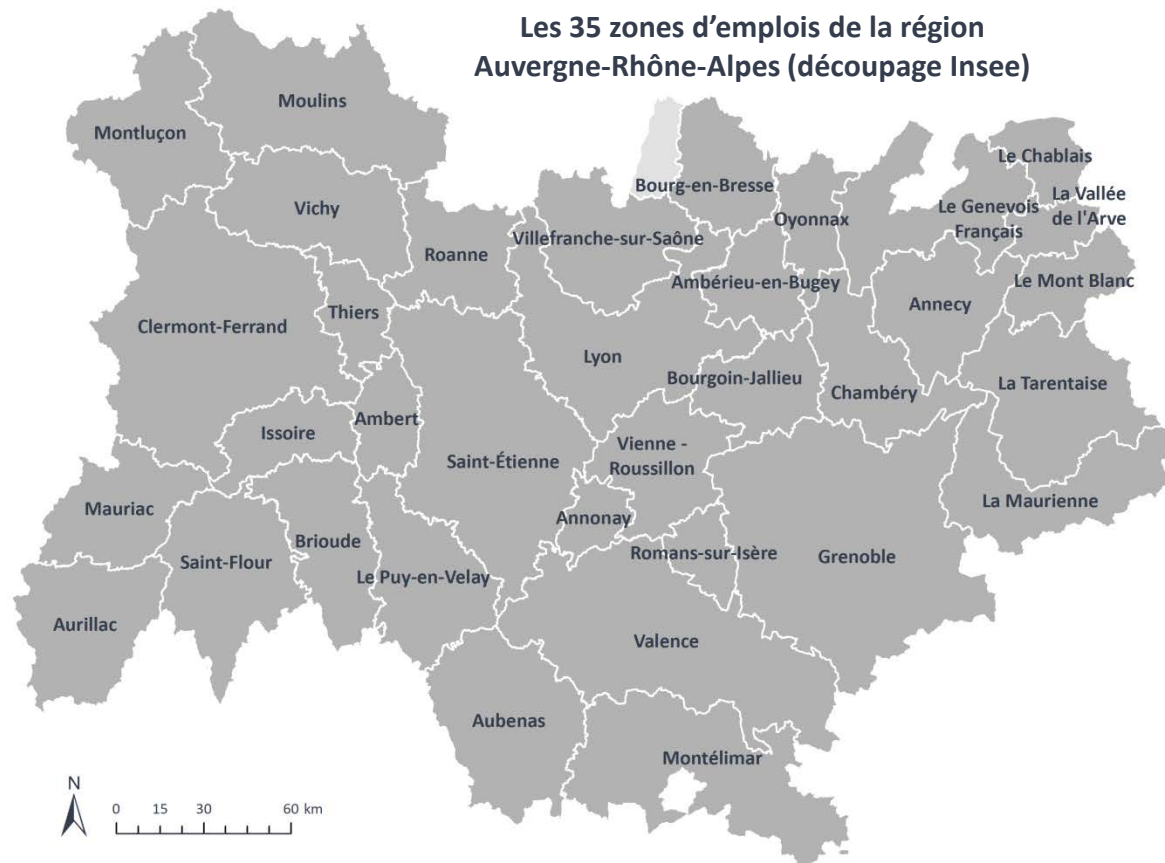 Les 35 zones d’emplois de la région
Auvergne-Rhône-Alpes (découpage Insee)
Moulins
Montluçon
Le Chablais
Bourg-en-Bresse
La Vallée
de l'Arve
Vichy
Le Genevois
Français
Oyonnax
Villefranche-sur-Saône
Roanne
Ambérieu-en-Bugey
Le Mont Blanc
Annecy
Thiers
Clermont-Ferrand
Lyon
Bourgoin-Jallieu
La Tarentaise
Chambéry
Ambert
Issoire
Vienne -
Roussillon
Saint-Étienne
La Maurienne
Mauriac
Annonay
Brioude
Saint-Flour
Romans-sur-Isère
Grenoble
Le Puy-en-Velay
Aurillac
Valence
Aubenas
Montélimar
N
0 15 30 60 km